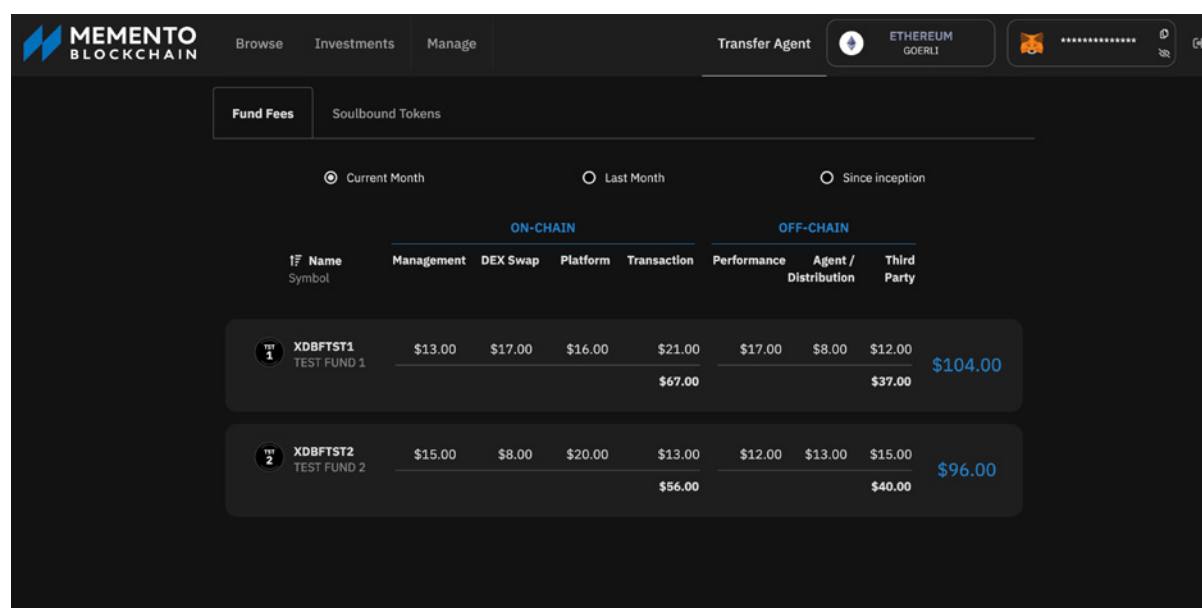 MEMENTO
BLOCKCHAIN
Browse Investments Manage Transfer Agent
ETHEREUM
GOERLI
**************
Fund Fees Soulbound Tokens
Current Month Last Month Since inception
ON-CHAIN OFF-CHAIN
Name Management DEX Swap Platform Transaction Performance Agent / Third
Symbol Distribution Party
TST
1
XDBFTST1 $13.00 $17.00 $16.00 $21.00 $17.00 $8.00 $12.00
TEST FUND 1
$104.00
$67.00 $37.00
TST
2
XDBFTST2 $15.00 $8.00 $20.00 $13.00 $12.00 $13.00 $15.00
TEST FUND 2
$96.00
$56.00 $40.00